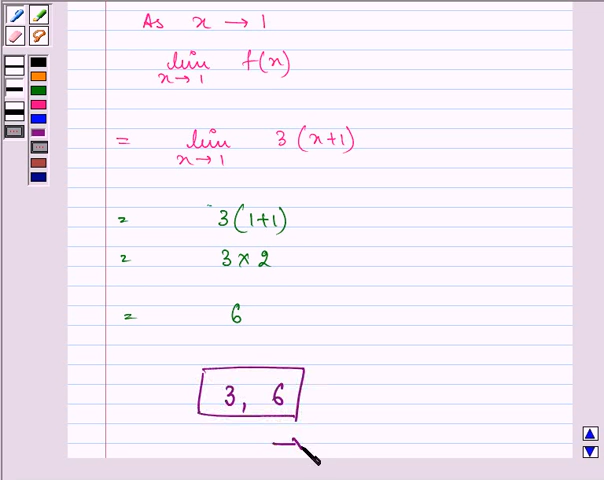 As x → 1
lim x→1 f(x)
= lim x→1 3 (x+1)
= 3(1+1)
= 3 × 2
= 6
3, 6